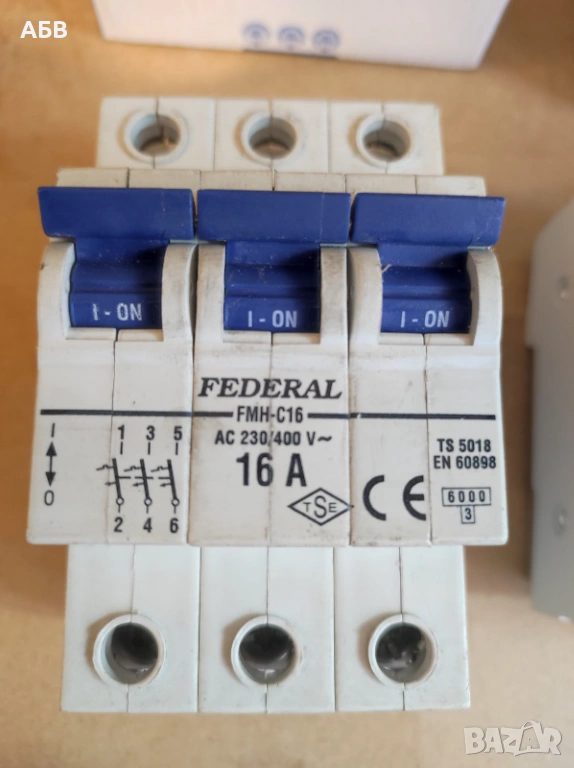 АБВ
I - ON
I - ON
I - ON
FEDERAL
FMH-C16
AC 230/400 V~
16 A
I
O
1 3 5
2 4 6
TSE
CE
TS 5018
EN 60898
6000
3
BAZAR